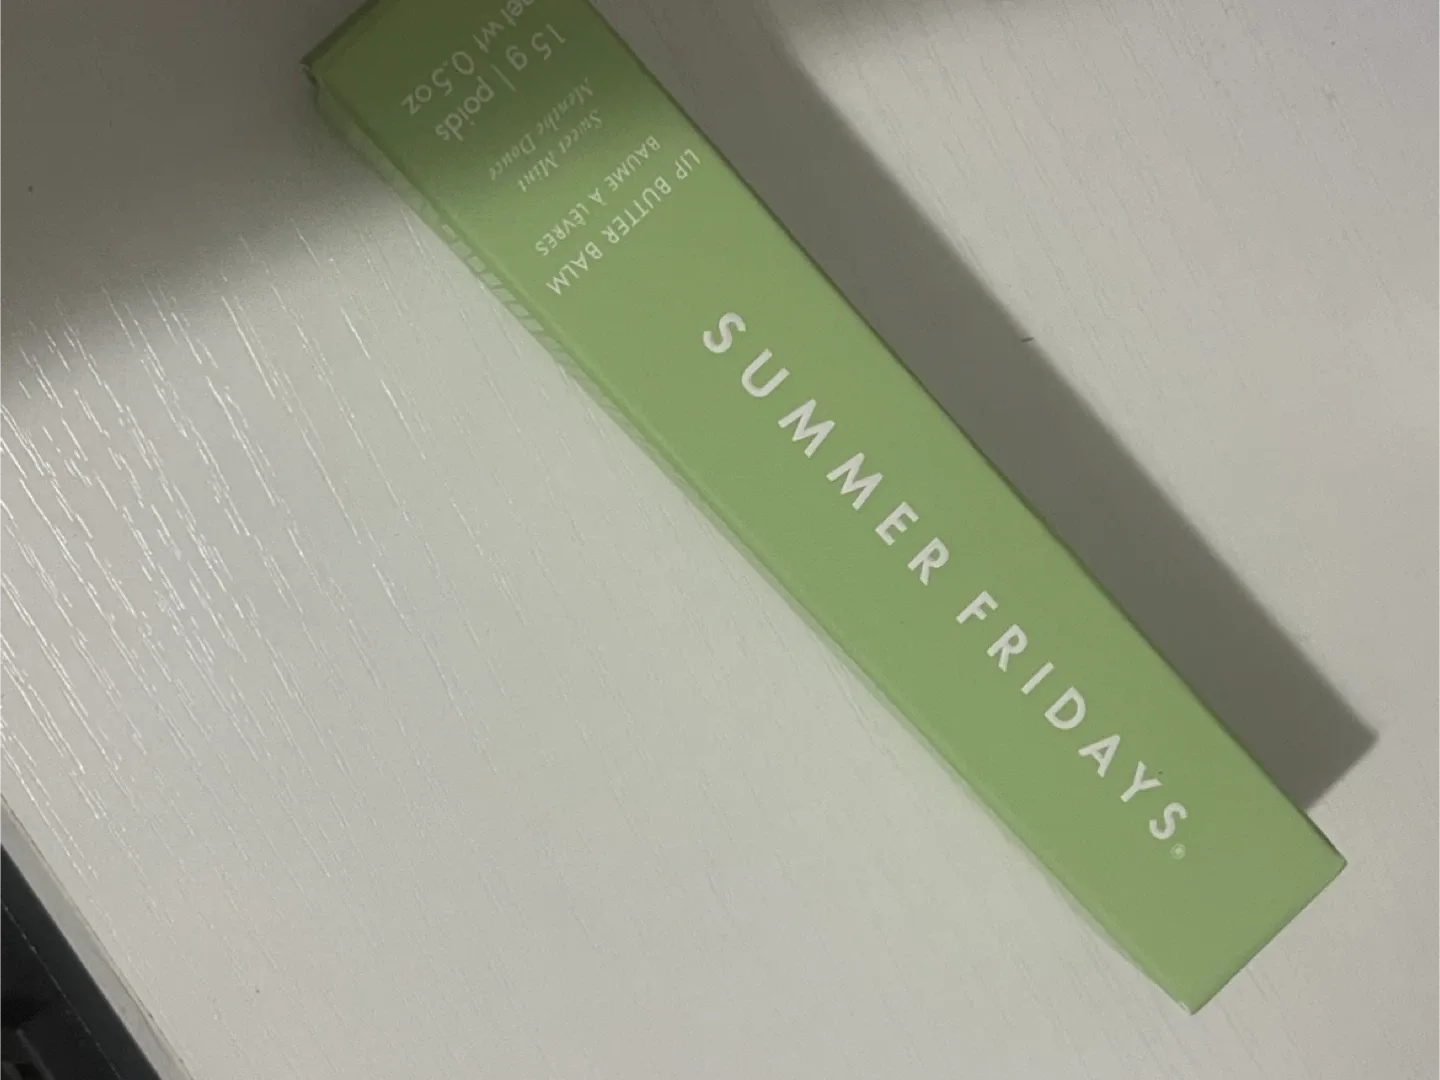 SUMMER FRIDAYS®
LIP BUTTER BALM
BAUME À LÈVRES
Sweet Mint
Menthe Douce
15 g | poids
net wt 0.5 oz